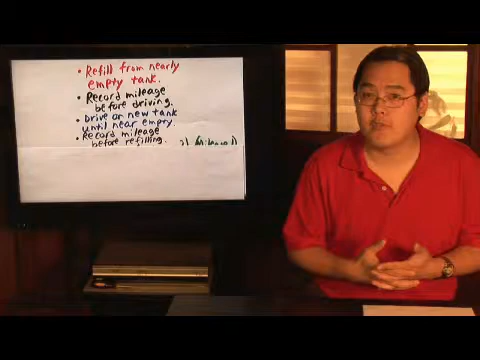 • Refill from nearly
empty tank.
• Record mileage
before driving.
• Drive on new tank
until near empty.
• Record mileage
before refilling.